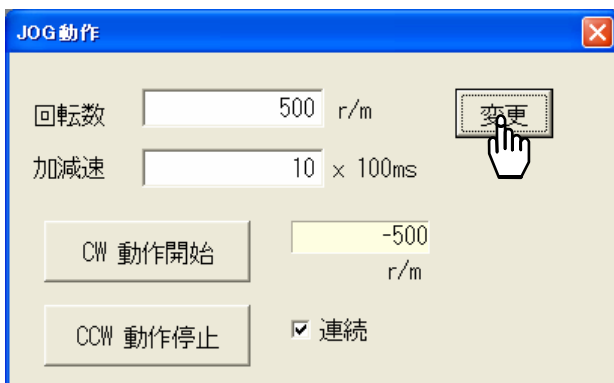 JOG動作
回転数 500 r/m 変更
加減速 10 × 100ms
CW 動作開始 -500
r/m
CCW 動作停止 連続